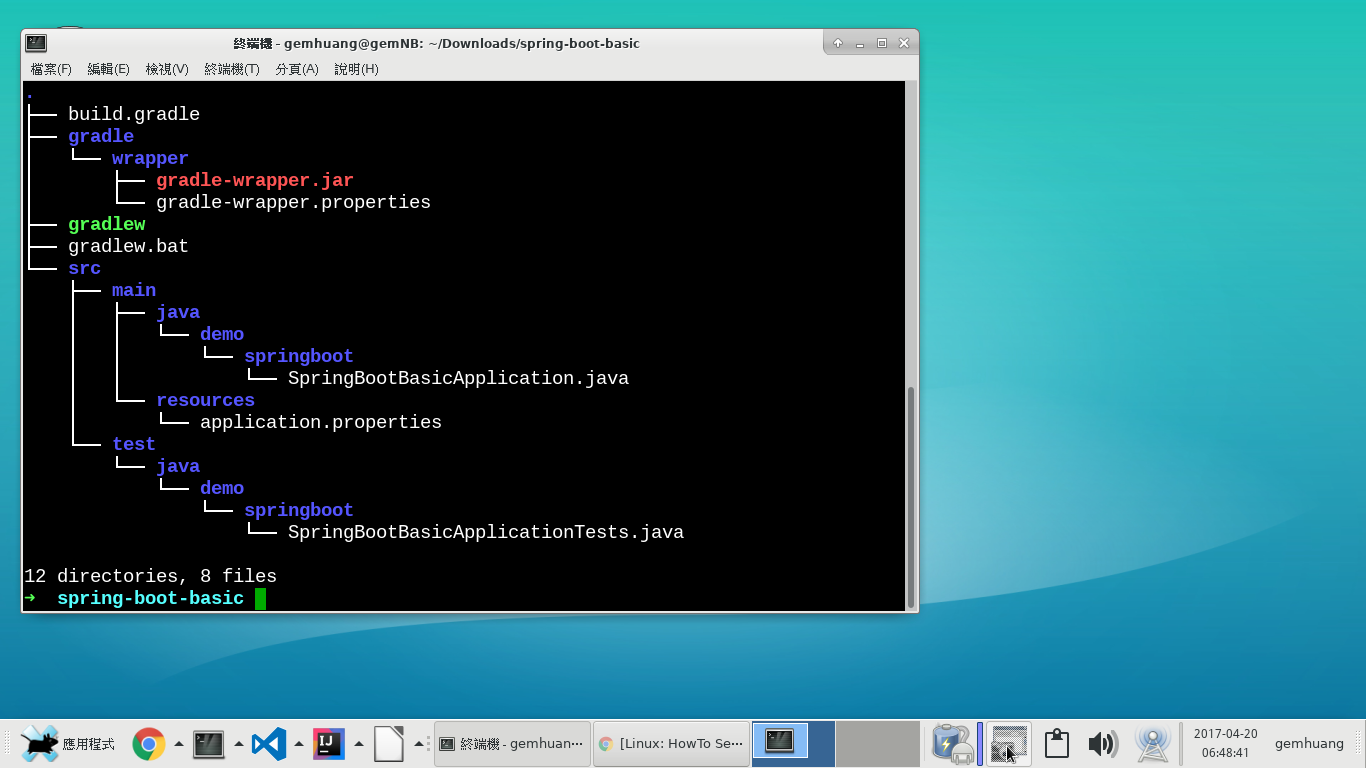 終端機 - gemhuang@gemNB: ~/Downloads/spring-boot-basic
檔案(F) 編輯(E) 檢視(V) 終端機(T) 分頁(A) 說明(H)
.
├── build.gradle
├── gradle
│   └── wrapper
│       ├── gradle-wrapper.jar
│       └── gradle-wrapper.properties
├── gradlew
├── gradlew.bat
└── src
    ├── main
    │   ├── java
    │   │   └── demo
    │   │       └── springboot
    │   │           └── SpringBootBasicApplication.java
    │   └── resources
    │       └── application.properties
    └── test
        └── java
            └── demo
                └── springboot
                    └── SpringBootBasicApplicationTests.java
12 directories, 8 files
➜  spring-boot-basic
應用程式 IJ 終端機 - gemhuan··· [Linux: HowTo Se··· 2017-04-20 gemhuang
06:48:41